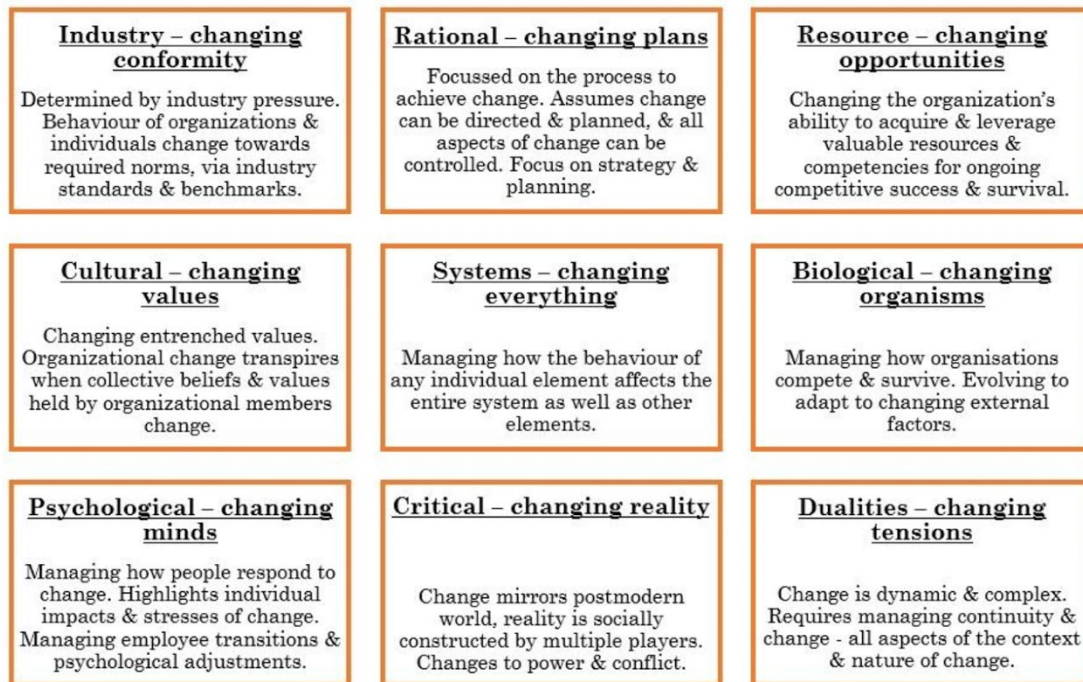 Industry – changing
conformity
Determined by industry pressure.
Behaviour of organizations &
individuals change towards
required norms, via industry
standards & benchmarks.
Rational – changing plans
Focussed on the process to
achieve change. Assumes change
can be directed & planned, & all
aspects of change can be
controlled. Focus on strategy &
planning.
Resource – changing
opportunities
Changing the organization's
ability to acquire & leverage
valuable resources &
competencies for ongoing
competitive success & survival.
Cultural – changing
values
Changing entrenched values.
Organizational change transpires
when collective beliefs & values
held by organizational members
change.
Systems – changing
everything
Managing how the behaviour of
any individual element affects the
entire system as well as other
elements.
Biological – changing
organisms
Managing how organisations
compete & survive. Evolving to
adapt to changing external
factors.
Psychological – changing
minds
Managing how people respond to
change. Highlights individual
impacts & stresses of change.
Managing employee transitions &
psychological adjustments.
Critical – changing reality
Change mirrors postmodern
world, reality is socially
constructed by multiple players.
Changes to power & conflict.
Dualities – changing
tensions
Change is dynamic & complex.
Requires managing continuity &
change - all aspects of the context
& nature of change.